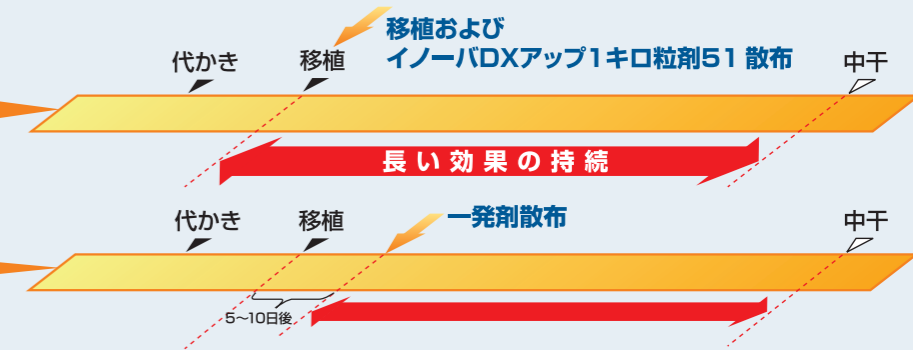 移植および
イノーバDXアップ1キロ粒剤51 散布
代かき
移植
中干
長い効果の持続
代かき
移植
一発剤散布
中干
5〜10日後